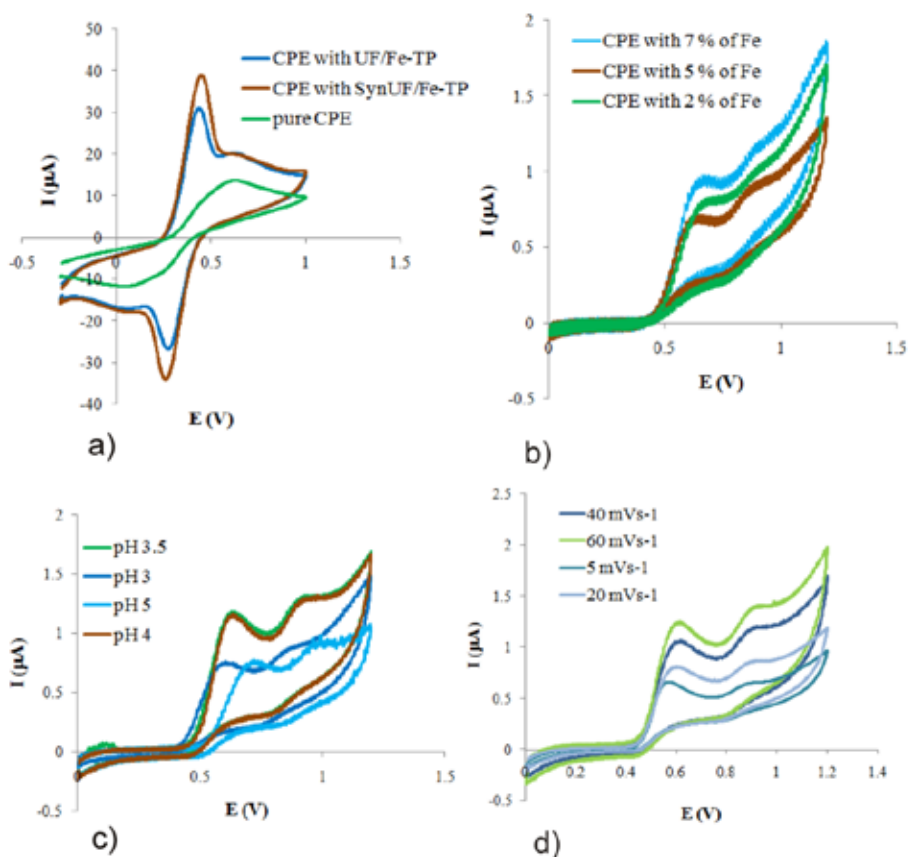 50
40
30
20
10
0
-10
-20
-30
-40
-0.5
0
0.5
1
1.5
I (µA)
E (V)
CPE with UF/Fe-TP
CPE with SynUF/Fe-TP
pure CPE
a)
2
1.5
1
0.5
0
-0.5
0
0.5
1
1.5
I (µA)
E (V)
CPE with 7 % of Fe
CPE with 5 % of Fe
CPE with 2 % of Fe
b)
2
1.5
1
0.5
0
-0.5
0
0.5
1
1.5
I (µA)
E (V)
pH 3.5
pH 3
pH 5
pH 4
c)
2.5
2
1.5
1
0.5
0
-0.5
0
0.2
0.4
0.6
0.8
1
1.2
1.4
I (µA)
E (V)
40 mVs-1
60 mVs-1
5 mVs-1
20 mVs-1
d)